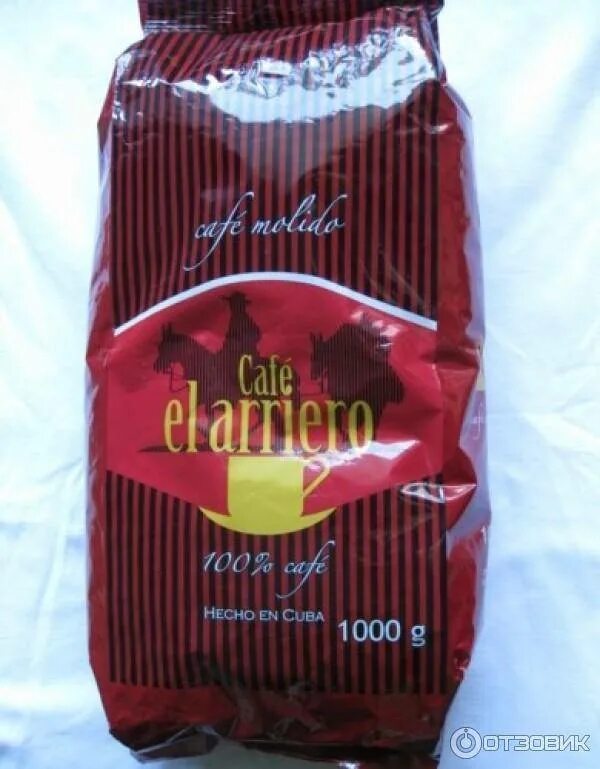 café molido
Café
el arriero
100% café
HECHO EN CUBA
1000 g
ОТЗОВИК